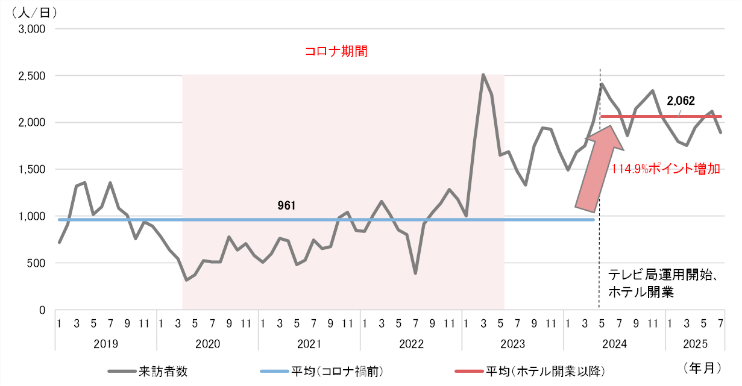 (人/日)
3,000
2,500
2,000
1,500
1,000
500
0
コロナ期間
961
2,062
114.9%ポイント増加
テレビ局運用開始、
ホテル開業
1 3 5 7 9 11 1 3 5 7 9 11 1 3 5 7 9 11 1 3 5 7 9 11 1 3 5 7 9 11 1 3 5 7 9 11 1 3 5 7
2019 2020 2021 2022 2023 2024 2025
(年月)
来訪者数 平均(コロナ禍前) 平均(ホテル開業以降)